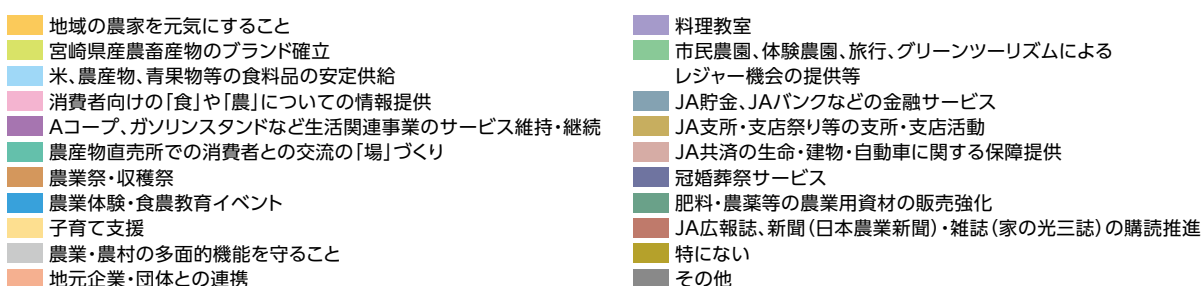 地域の農家を元気にすること
宮崎県産農畜産物のブランド確立
米、農産物、青果物等の食料品の安定供給
消費者向けの「食」や「農」についての情報提供
Aコープ、ガソリンスタンドなど生活関連事業のサービス維持・継続
農産物直売所での消費者との交流の「場」づくり
農業祭・収穫祭
農業体験・食農教育イベント
子育て支援
農業・農村の多面的機能を守ること
地元企業・団体との連携
料理教室
市民農園、体験農園、旅行、グリーンツーリズムによる
レジャー機会の提供等
JA貯金、JAバンクなどの金融サービス
JA支所・支店祭り等の支所・支店活動
JA共済の生命・建物・自動車に関する保障提供
冠婚葬祭サービス
肥料・農薬等の農業用資材の販売強化
JA広報誌、新聞（日本農業新聞）・雑誌（家の光三誌）の購読推進
特にない
その他